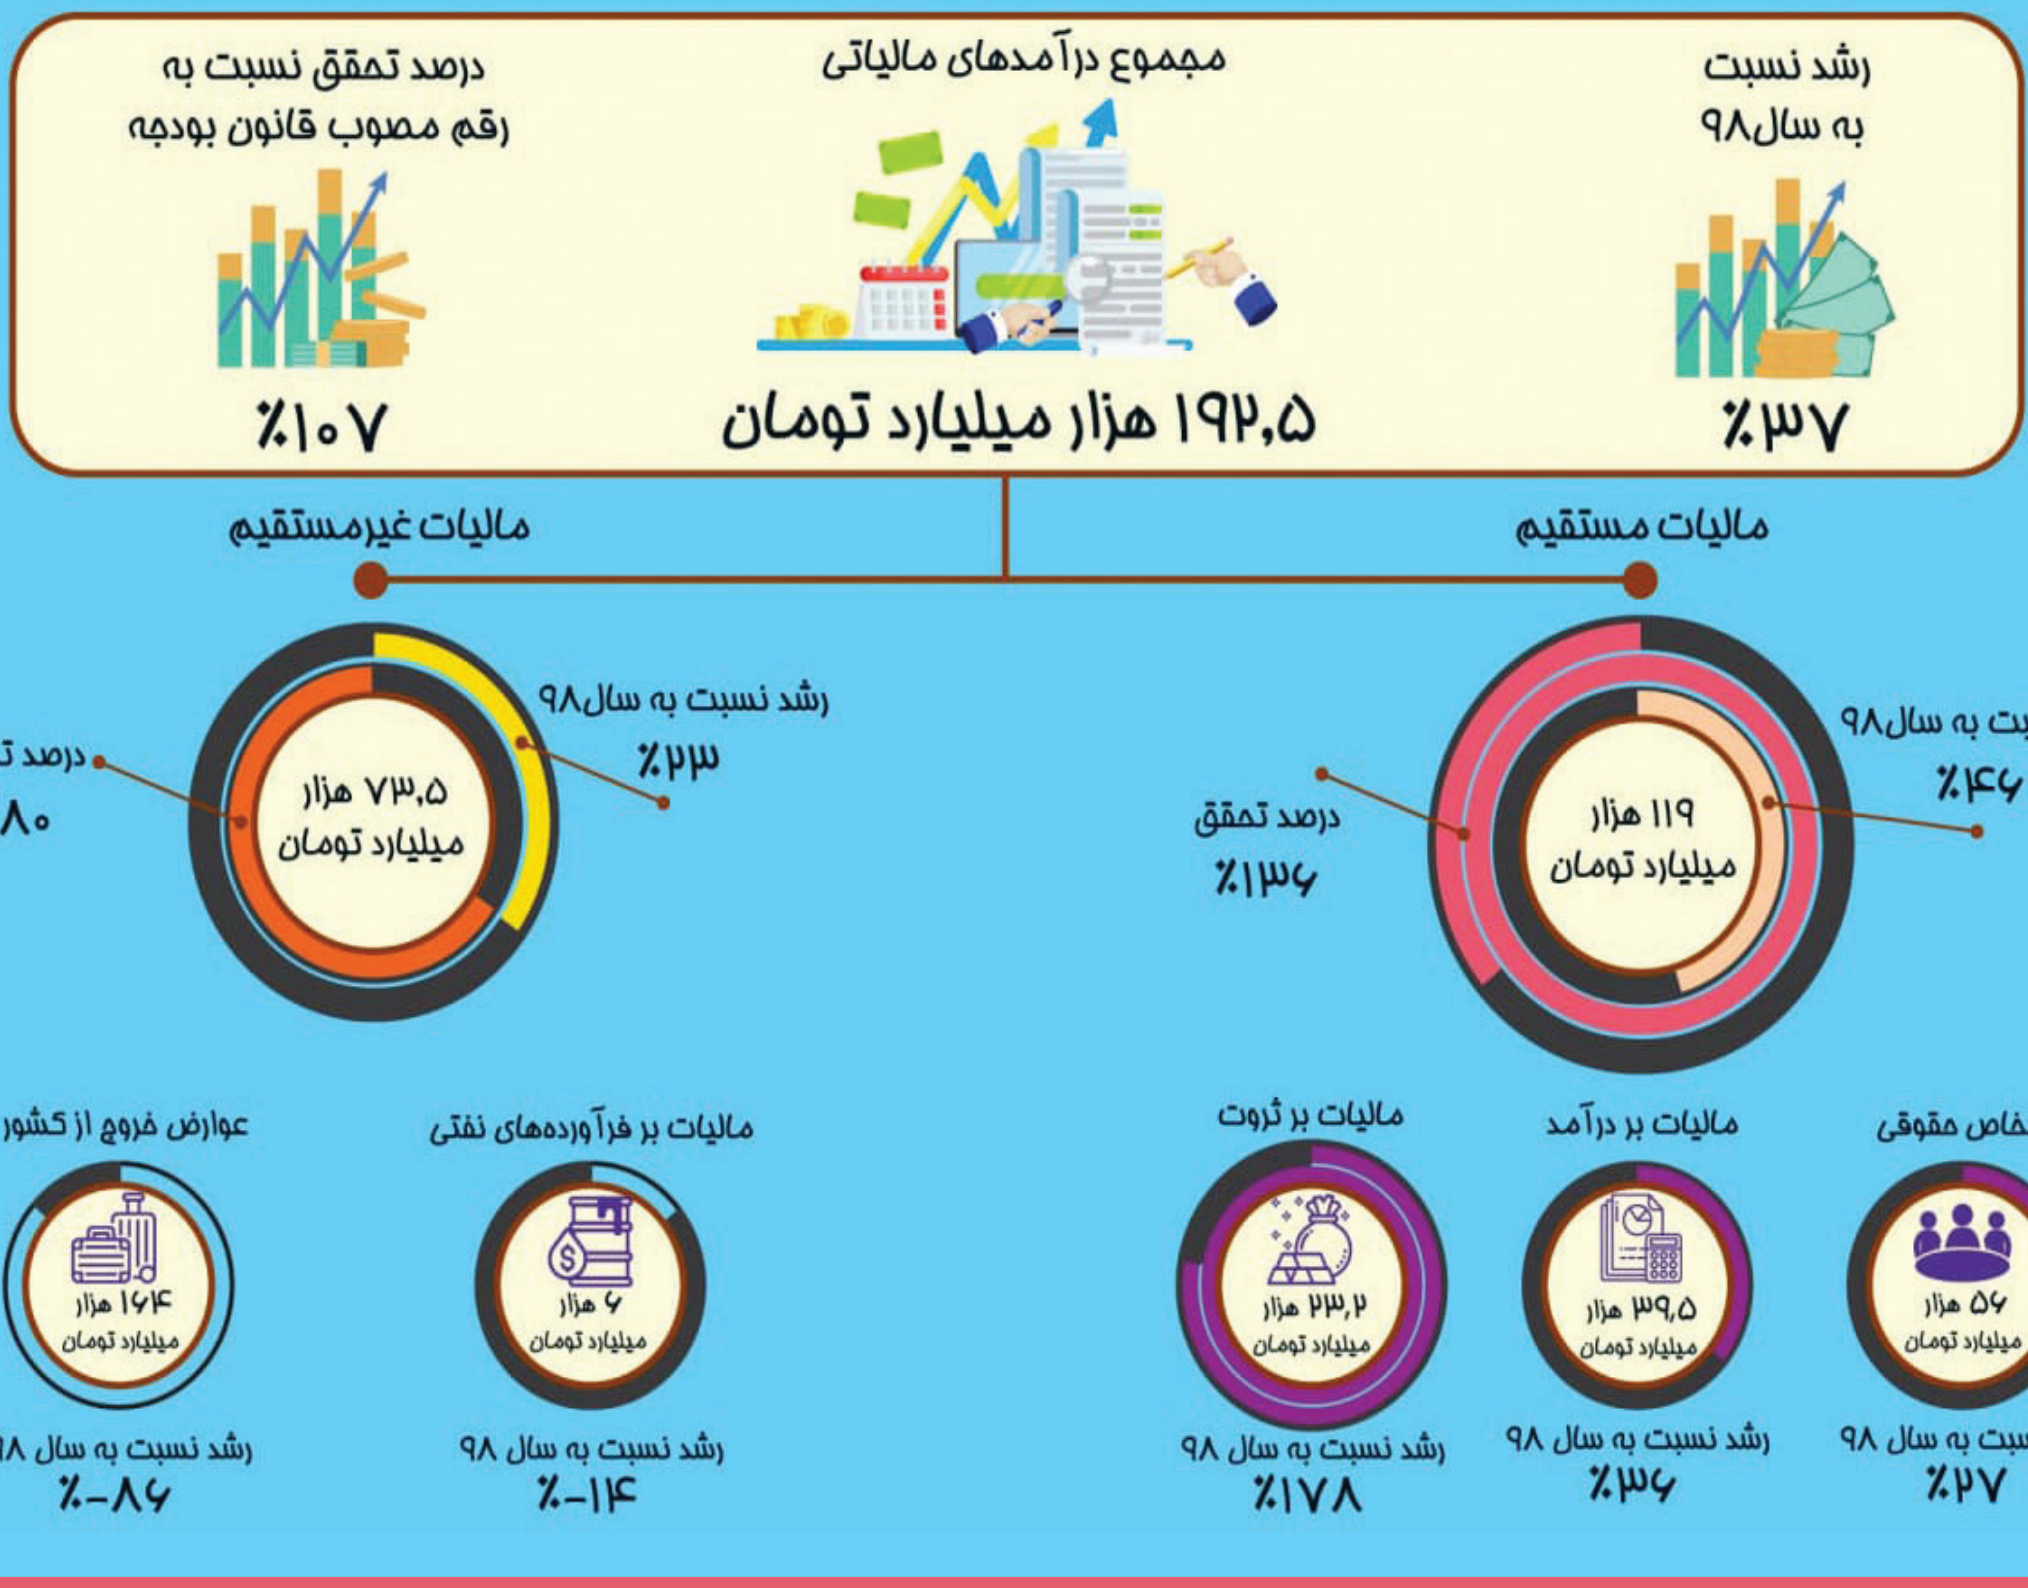 رشد نسبت
به سال۹۸
٪۳۷
مجموع درآمدهای مالیاتی
۱۹۲,۵ هزار میلیارد تومان
درصد تحقق نسبت به
رقم مصوب قانون بودجه
٪۱۰۷
مالیات مستقیم
به سال۹۸
٪۴۶
۱۱۹ هزار
میلیارد تومان
درصد تحقق
٪۱۳۶
مالیات غیرمستقیم
رشد نسبت به سال۹۸
٪۲۳
۷۳,۵ هزار
میلیارد تومان
درصد
۸۰
حقوقی
۵۶ هزار
میلیارد تومان
به سال ۹۸
٪۲۷
مالیات بر درآمد
۳۹,۵ هزار
میلیارد تومان
رشد نسبت به سال ۹۸
٪۳۶
مالیات بر ثروت
۲۳,۲ هزار
میلیارد تومان
رشد نسبت به سال ۹۸
٪۱۷۸
مالیات بر فرآورده‌های نفتی
۶ هزار
میلیارد تومان
رشد نسبت به سال ۹۸
٪-۱۴
عوارض خروج از کشور
۱۶۴ هزار
میلیارد تومان
رشد نسبت به سال ۹۸
٪-۸۶